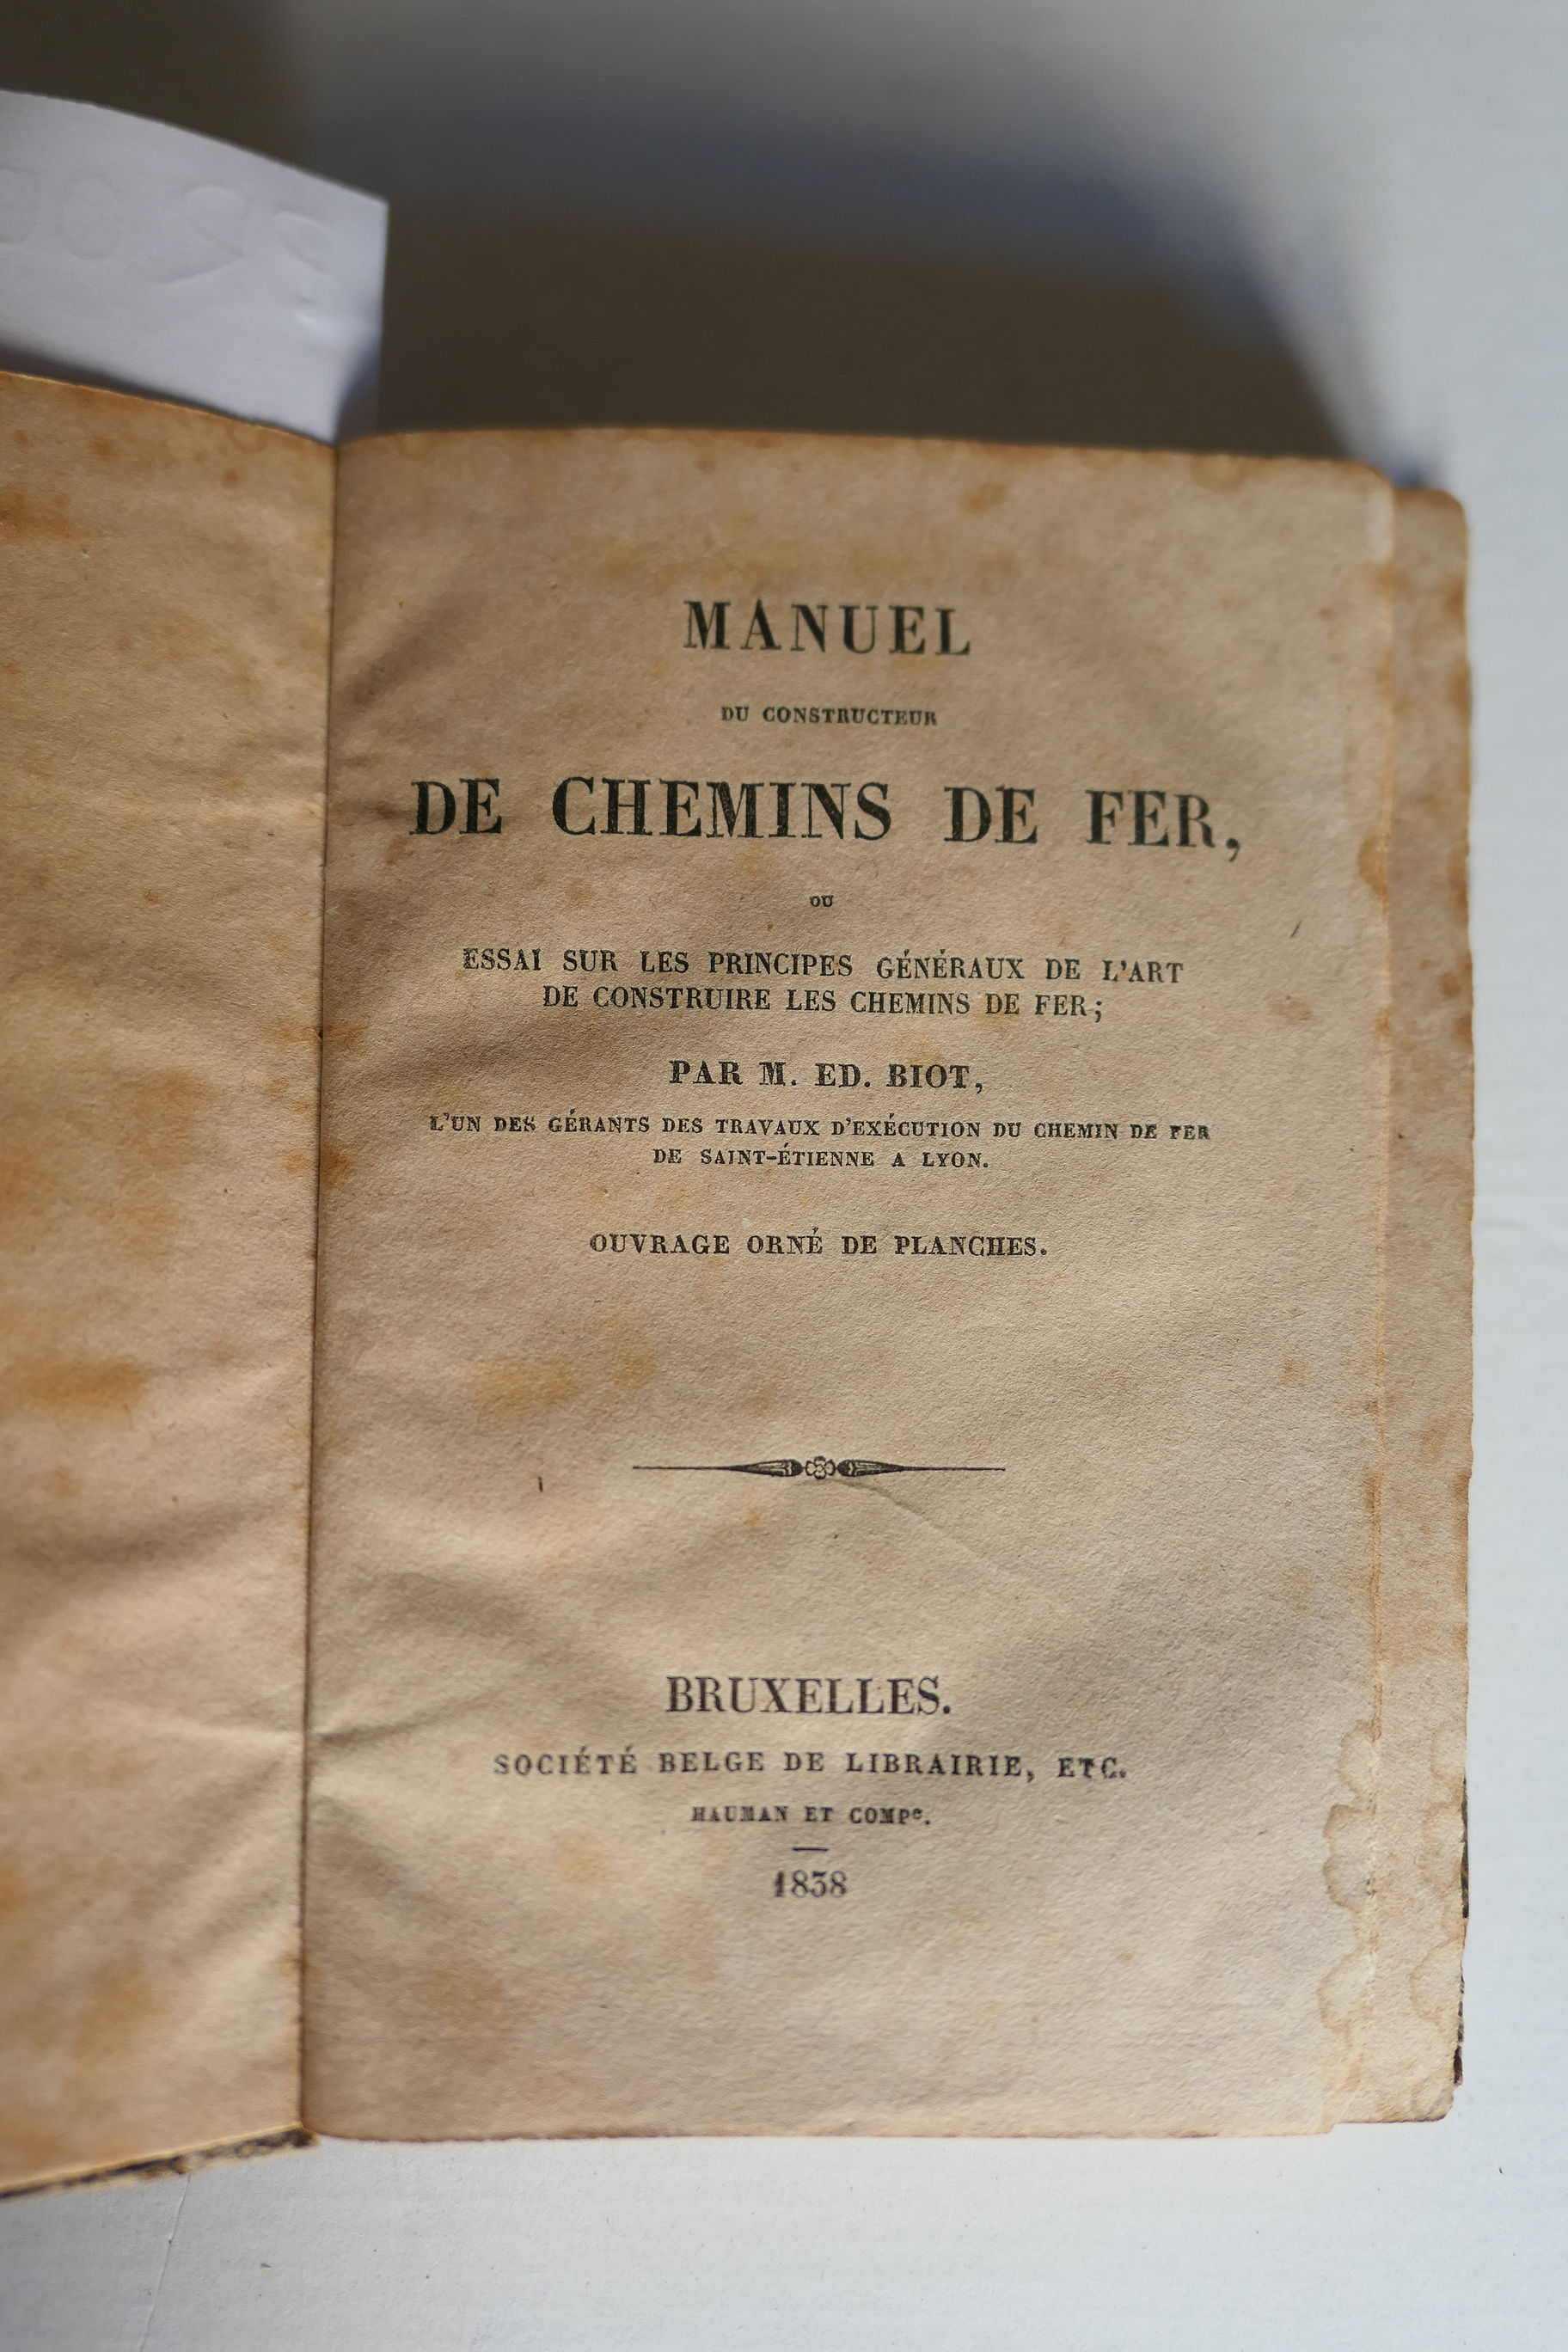 MANUEL
DU CONSTRUCTEUR
DE CHEMINS DE FER,
OU
ESSAI SUR LES PRINCIPES GÉNÉRAUX DE L'ART
DE CONSTRUIRE LES CHEMINS DE FER;
PAR M. ED. BIOT,
L'UN DES GÉRANTS DES TRAVAUX D'EXÉCUTION DU CHEMIN DE FER
DE SAINT-ÉTIENNE A LYON.
OUVRAGE ORNÉ DE PLANCHES.
BRUXELLES.
SOCIÉTÉ BELGE DE LIBRAIRIE, ETC.
HAUMAN ET COMPe.
1838